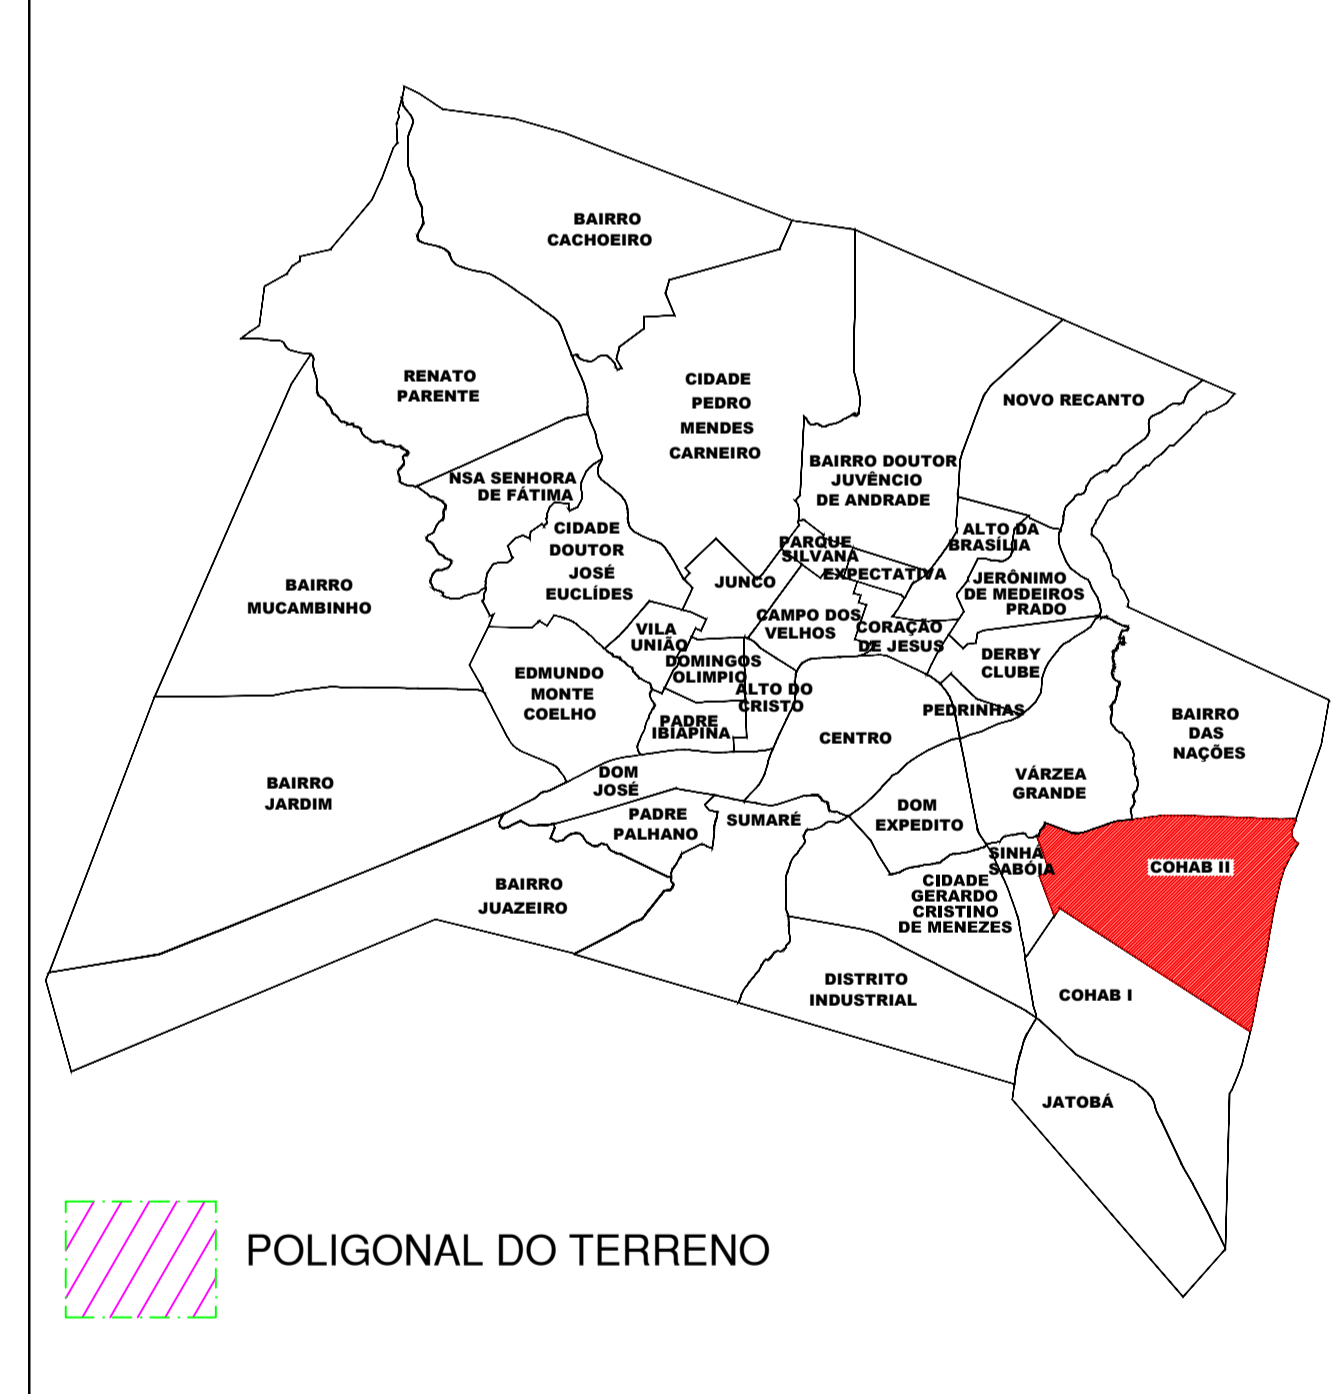 BAIRRO
CACHOEIRO
RENATO
PARENTE
CIDADE
PEDRO
MENDES
CARNEIRO
NOVO RECANTO
BAIRRO DOUTOR
JUVÊNCIO
DE ANDRADE
NSA SENHORA
DE FÁTIMA
CIDADE
DOUTOR
JOSÉ
EUCLÍDES
PARQUE
SILVANA
ALTO DA
BRASÍLIA
EXPECTATIVA
JUNCO
BAIRRO
MUCAMBINHO
JERÔNIMO
DE MEDEIROS
PRADO
CAMPO DOS
VELHOS
CORAÇÃO
DE JESUS
VILA
UNIÃO
DOMINGOS
OLIMPIO
DERBY
CLUBE
EDMUNDO
MONTE
COELHO
ALTO DO
CRISTO
PADRE
IBIAPINA
PEDRINHAS
CENTRO
BAIRRO
DAS
NAÇÕES
BAIRRO
JARDIM
DOM
JOSÉ
VÁRZEA
GRANDE
PADRE
PALHANO
SUMARÉ
DOM
EXPEDITO
SINHÁ
SABÓIA
COHAB II
BAIRRO
JUAZEIRO
CIDADE
GERARDO
CRISTINO
DE MENEZES
DISTRITO
INDUSTRIAL
COHAB I
JATOBÁ
POLIGONAL DO TERRENO